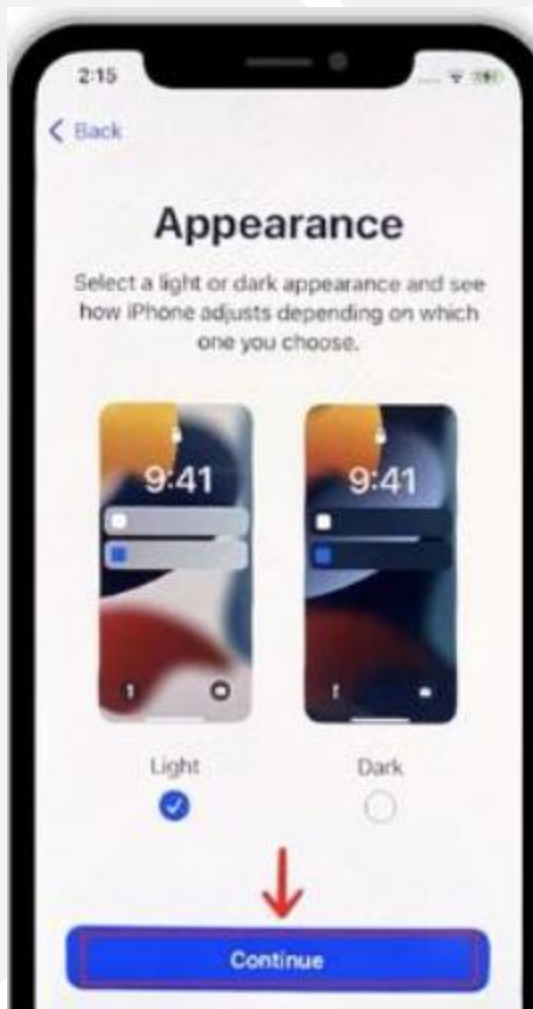 2:15
Back
Appearance
Select a light or dark appearance and see
how iPhone adjusts depending on which
one you choose.
9:41
9:41
Light
Dark
Continue